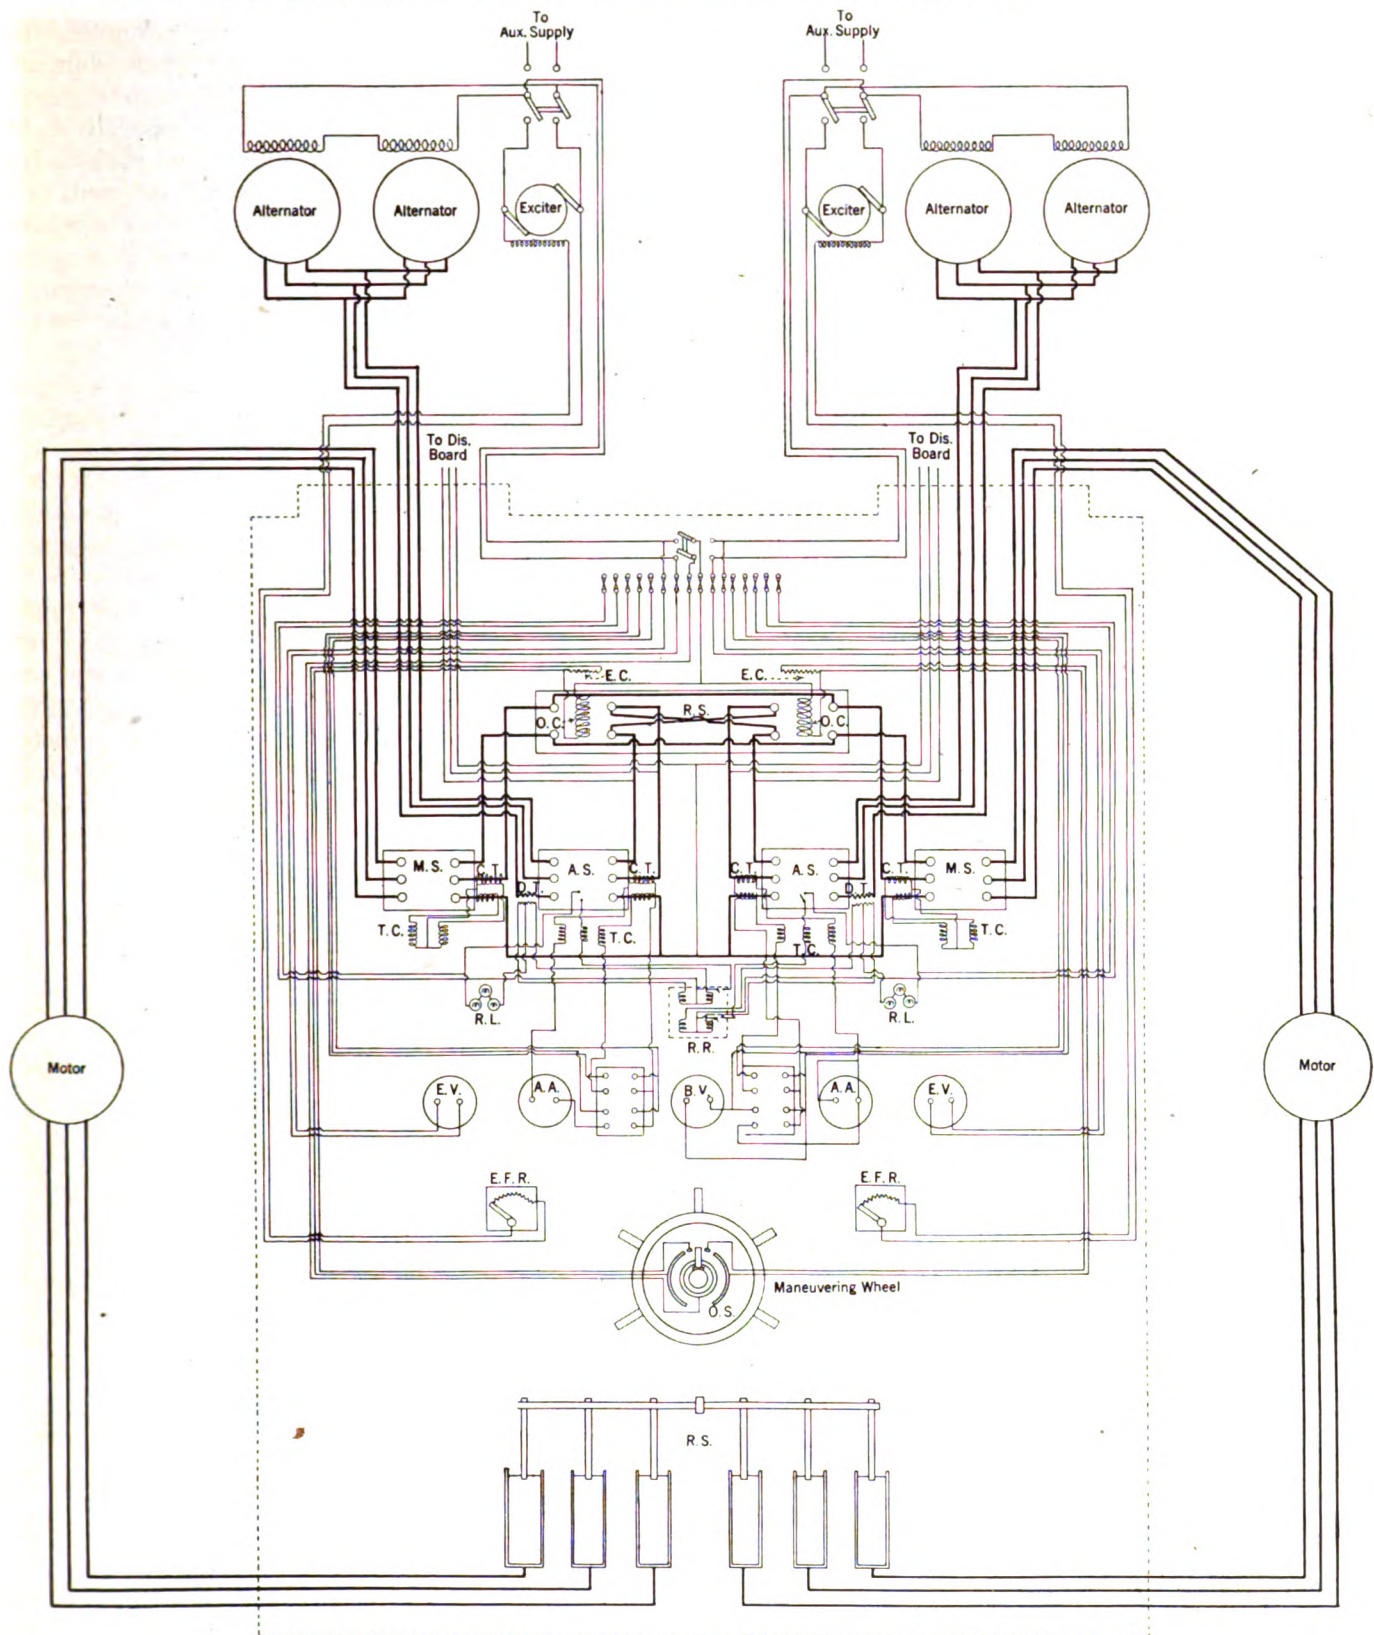 To
Aux. Supply
To
Aux. Supply
Alternator
Alternator
Exciter
Exciter
Alternator
Alternator
To Dis.
Board
To Dis.
Board
E.C.
E.C.
O.C.
R.S.
O.C.
M.S.
C.T.
D.T.
A.S.
C.T.
C.T.
A.S.
D.T.
C.T.
M.S.
T.C.
T.C.
T.C.
T.C.
R.L.
R.R.
R.L.
Motor
E.V.
A.A.
B.V.
A.A.
E.V.
Motor
E.F.R.
E.F.R.
Maneuvering Wheel
O.S.
R.S.